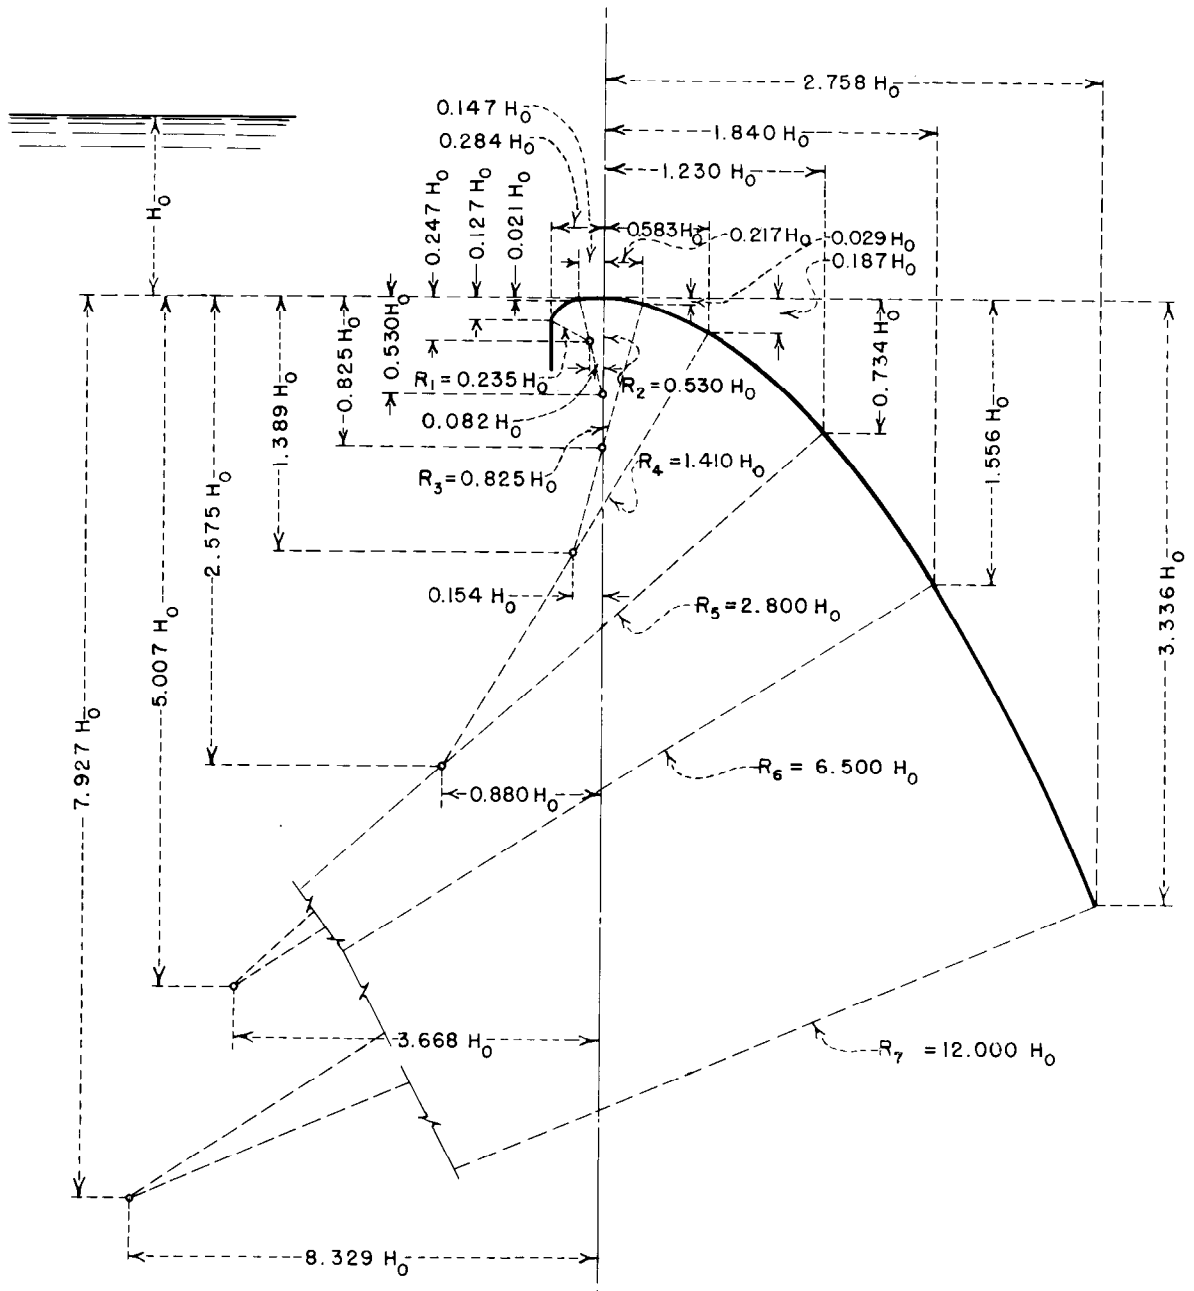 2.758 H₀
0.147 H₀
0.284 H₀
1.840 H₀
1.230 H₀
H₀
0.247 H₀
0.127 H₀
0.021 H₀
0.583 H₀
0.217 H₀
0.029 H₀
0.187 H₀
0.530 H₀
0.825 H₀
1.389 H₀
2.575 H₀
5.007 H₀
7.927 H₀
R₁ = 0.235 H₀
R₂ = 0.530 H₀
0.734 H₀
1.556 H₀
3.336 H₀
0.082 H₀
R₃ = 0.825 H₀
R₄ = 1.410 H₀
0.154 H₀
R₅ = 2.800 H₀
R₆ = 6.500 H₀
0.880 H₀
3.668 H₀
R₇ = 12.000 H₀
8.329 H₀